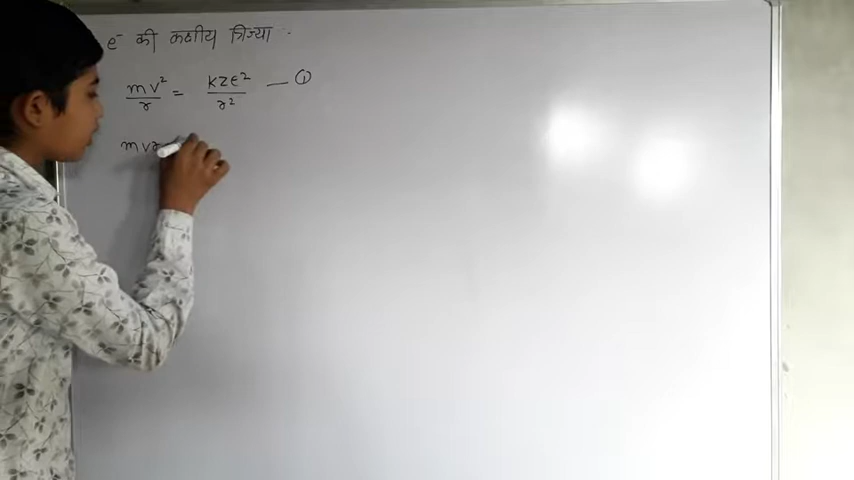 e⁻ की कक्षीय त्रिज्या :
mv²/r = kze²/r² — ①
mvr